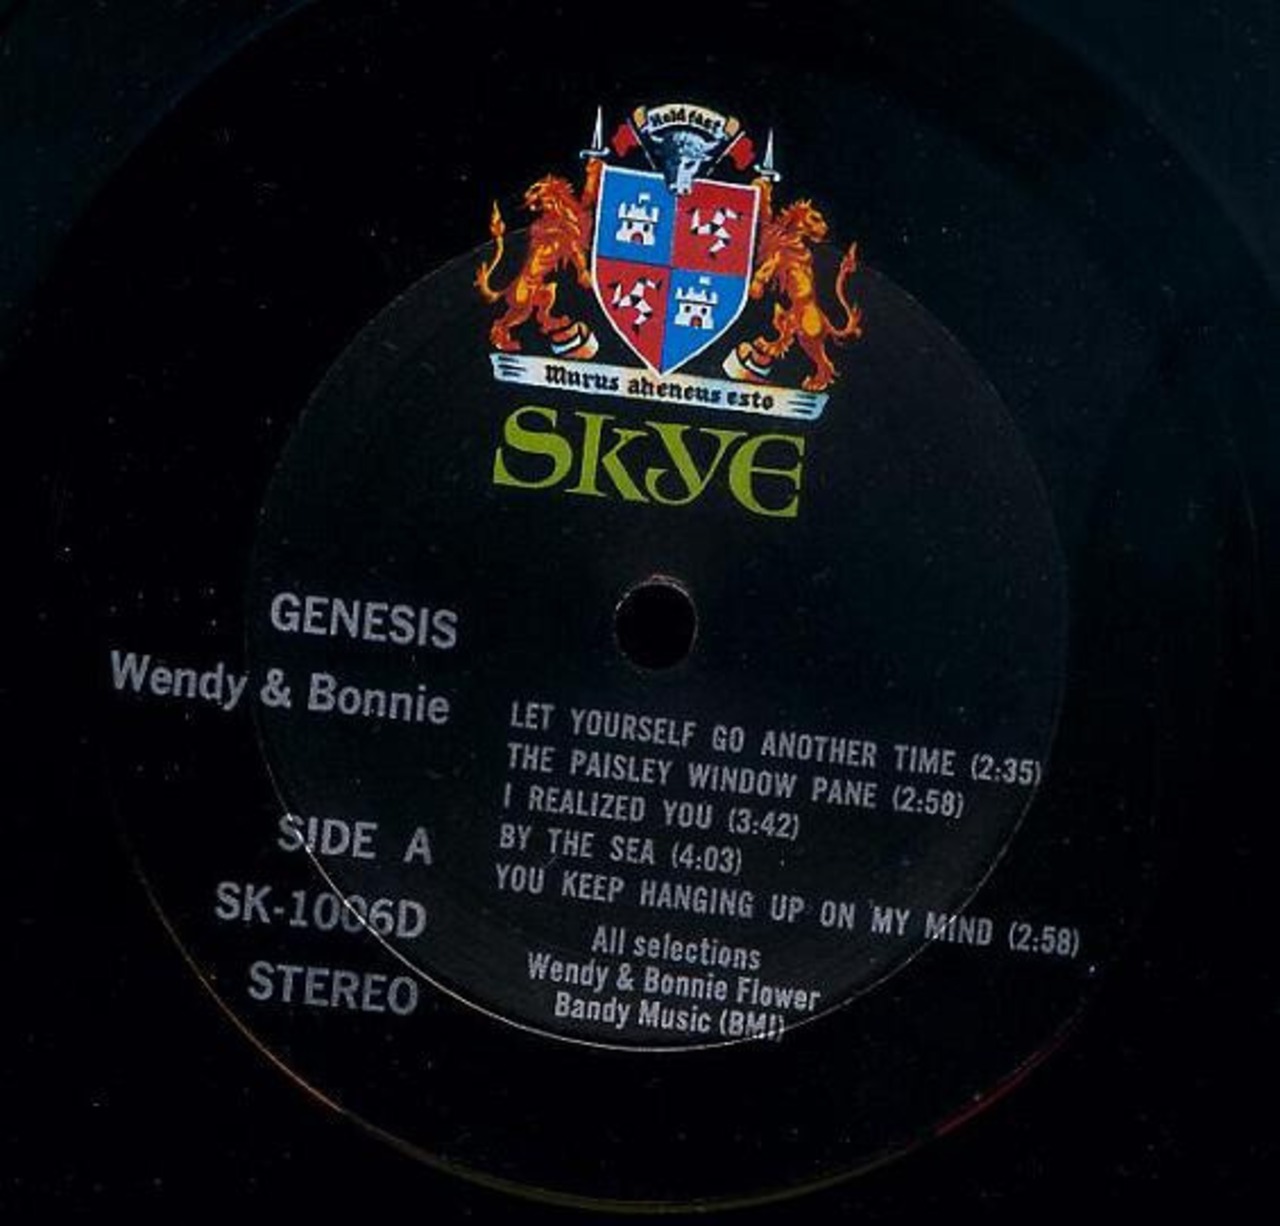 Hold fast
Murus aheneus esto
SKYE
GENESIS
Wendy & Bonnie
SIDE A
SK-1006D
STEREO
LET YOURSELF GO ANOTHER TIME (2:35)
THE PAISLEY WINDOW PANE (2:58)
I REALIZED YOU (3:42)
BY THE SEA (4:03)
YOU KEEP HANGING UP ON MY MIND (2:58)
All selections
Wendy & Bonnie Flower
Bandy Music (BMI)